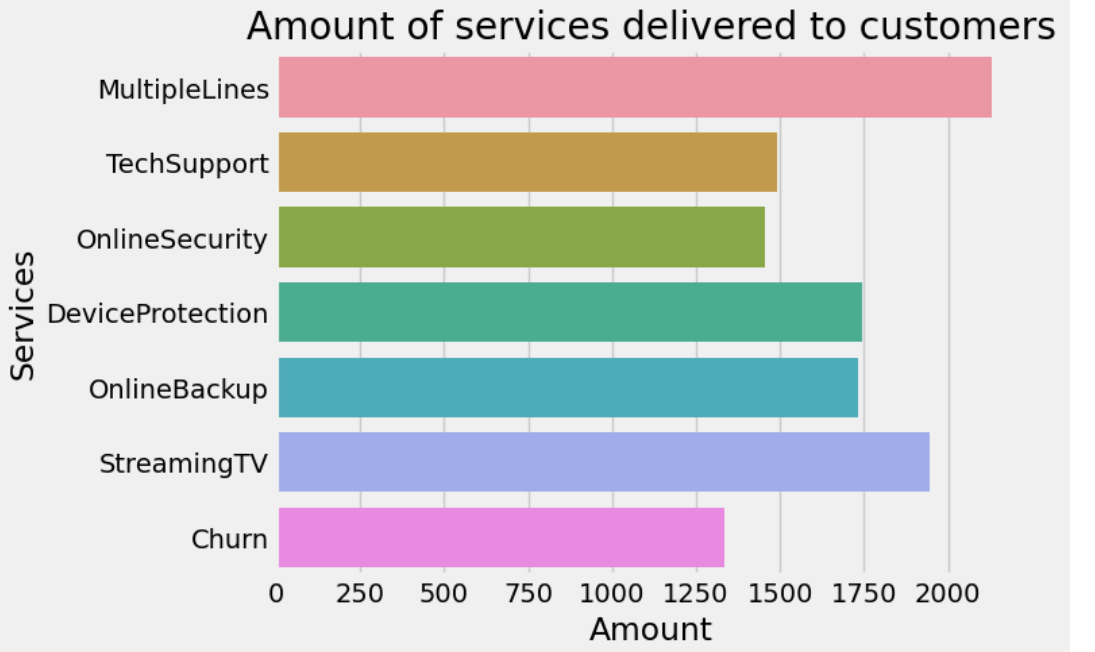 Amount of services delivered to customers
Services
MultipleLines
TechSupport
OnlineSecurity
DeviceProtection
OnlineBackup
StreamingTV
Churn
0 250 500 750 1000 1250 1500 1750 2000
Amount